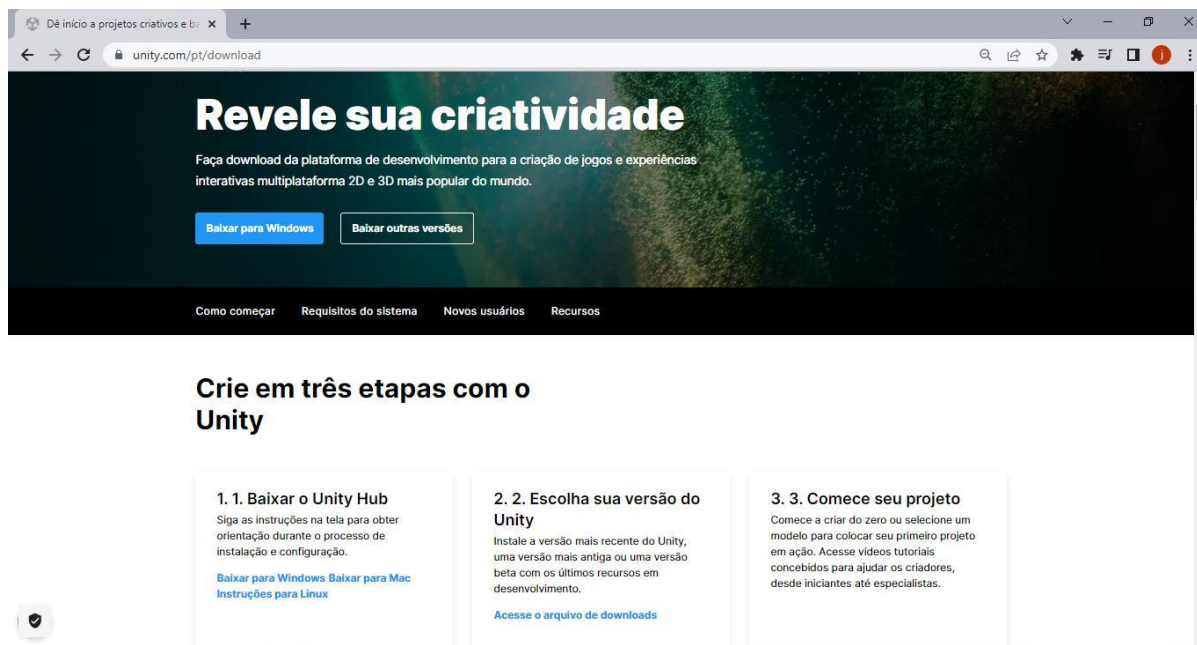 Dê início a projetos criativos e ba
unity.com/pt/download
j
Revele sua criatividade
Faça download da plataforma de desenvolvimento para a criação de jogos e experiências
interativas multiplataforma 2D e 3D mais popular do mundo.
Baixar para Windows
Baixar outras versões
Como começar
Requisitos do sistema
Novos usuários
Recursos
Crie em três etapas com o
Unity
1. 1. Baixar o Unity Hub
Siga as instruções na tela para obter
orientação durante o processo de
instalação e configuração.
Baixar para Windows Baixar para Mac
Instruções para Linux
2. 2. Escolha sua versão do
Unity
Instale a versão mais recente do Unity,
uma versão mais antiga ou uma versão
beta com os últimos recursos em
desenvolvimento.
Acesse o arquivo de downloads
3. 3. Comece seu projeto
Comece a criar do zero ou selecione um
modelo para colocar seu primeiro projeto
em ação. Acesse vídeos tutoriais
concebidos para ajudar os criadores,
desde iniciantes até especialistas.